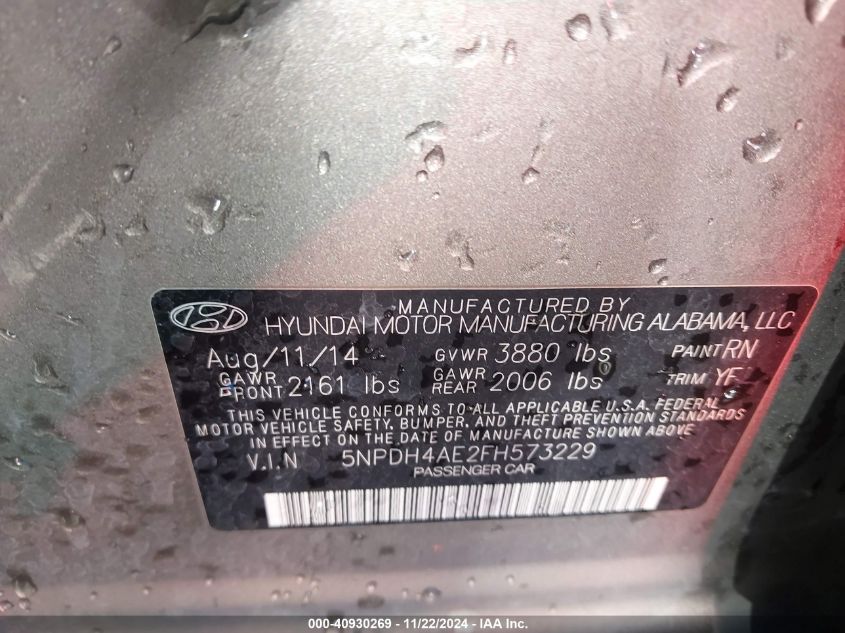 MANUFACTURED BY
HYUNDAI MOTOR MANUFACTURING ALABAMA, LLC
Aug/11/14 GVWR 3880 lbs PAINT RN
GAWR FRONT 2161 lbs GAWR REAR 2006 lbs TRIM YF
THIS VEHICLE CONFORMS TO ALL APPLICABLE U.S.A. FEDERAL
MOTOR VEHICLE SAFETY, BUMPER, AND THEFT PREVENTION STANDARDS
IN EFFECT ON THE DATE OF MANUFACTURE SHOWN ABOVE
V.I.N 5NPDH4AE2FH573229
PASSENGER CAR
000-40930269 - 11/22/2024 - IAA Inc.